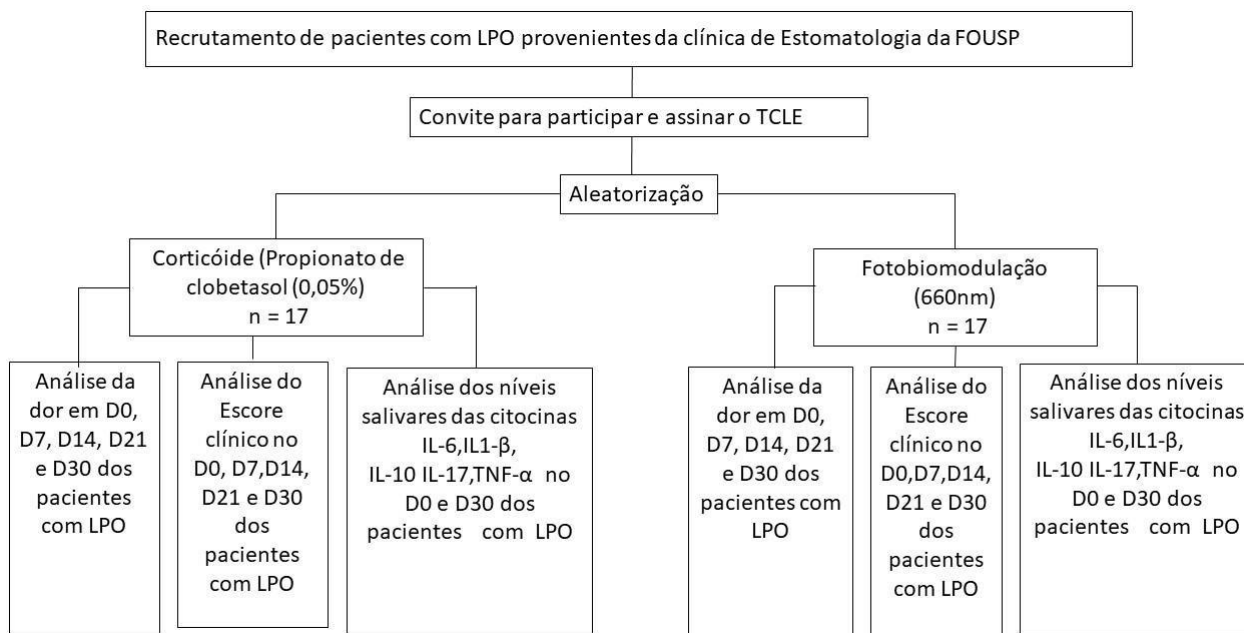 Recrutamento de pacientes com LPO provenientes da clínica de Estomatologia da FOUSP
Convite para participar e assinar o TCLE
Aleatorização
Corticóide (Propionato de
clobetasol (0,05%)
n = 17
Fotobiomodulação
(660nm)
n = 17
Análise da
dor em D0,
D7, D14, D21
e D30 dos
pacientes
com LPO
Análise do
Escore
clínico no
D0, D7,D14,
D21 e D30
dos
pacientes
com LPO
Análise dos níveis
salivares das citocinas
IL-6,IL1-β,
IL-10 IL-17,TNF-α no
D0 e D30 dos
pacientes com LPO
Análise da
dor em D0,
D7, D14, D21
e D30 dos
pacientes com
LPO
Análise do
Escore
clínico no
D0,D7,D14,
D21 e D30
dos
pacientes
com LPO
Análise dos níveis
salivares das citocinas
IL-6,IL1-β,
IL-10 IL-17,TNF-α no
D0 e D30 dos
pacientes com LPO